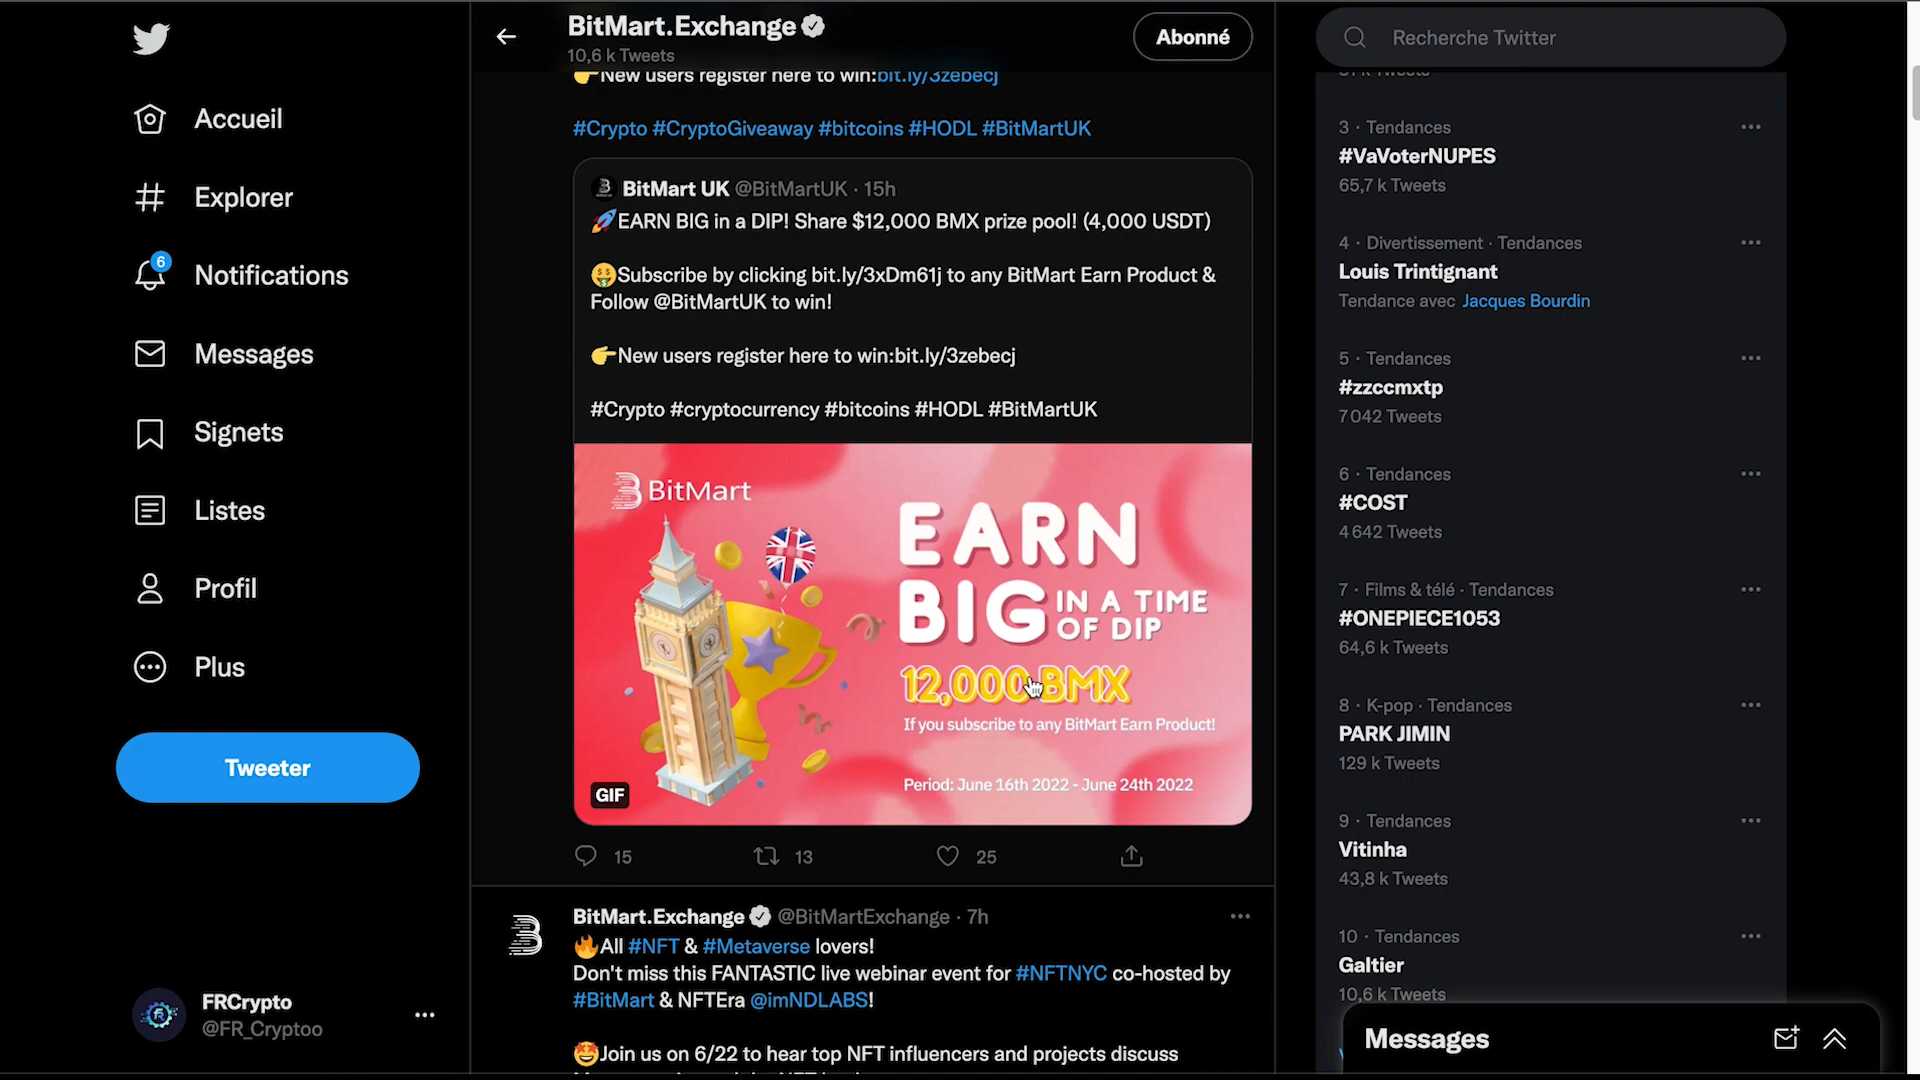 Accueil
Explorer
6
Notifications
Messages
Signets
Listes
Profil
Plus
Tweeter
FRCrypto
@FR_Cryptoo
BitMart.Exchange
10,6 k Tweets
Abonné
👉New users register here to win:bit.ly/3zebecj
#Crypto #CryptoGiveaway #bitcoins #HODL #BitMartUK
BitMart UK @BitMartUK · 15h
🚀EARN BIG in a DIP! Share $12,000 BMX prize pool! (4,000 USDT)
🤑Subscribe by clicking bit.ly/3xDm61j to any BitMart Earn Product &
Follow @BitMartUK to win!
👉New users register here to win:bit.ly/3zebecj
#Crypto #cryptocurrency #bitcoins #HODL #BitMartUK
BitMart
EARN
BIG IN A TIME
OF DIP
12,000 BMX
If you subscribe to any BitMart Earn Product!
Period: June 16th 2022 - June 24th 2022
GIF
15
13
25
BitMart.Exchange @BitMartExchange · 7h
🔥All #NFT & #Metaverse lovers!
Don't miss this FANTASTIC live webinar event for #NFTNYC co-hosted by
#BitMart & NFTEra @imNDLABS!
🤩Join us on 6/22 to hear top NFT influencers and projects discuss
Recherche Twitter
3 · Tendances
#VaVoterNUPES
65,7 k Tweets
4 · Divertissement · Tendances
Louis Trintignant
Tendance avec Jacques Bourdin
5 · Tendances
#zzccmxtp
7 042 Tweets
6 · Tendances
#COST
4 642 Tweets
7 · Films & télé · Tendances
#ONEPIECE1053
64,6 k Tweets
8 · K-pop · Tendances
PARK JIMIN
129 k Tweets
9 · Tendances
Vitinha
43,8 k Tweets
10 · Tendances
Galtier
10,6 k Tweets
Messages